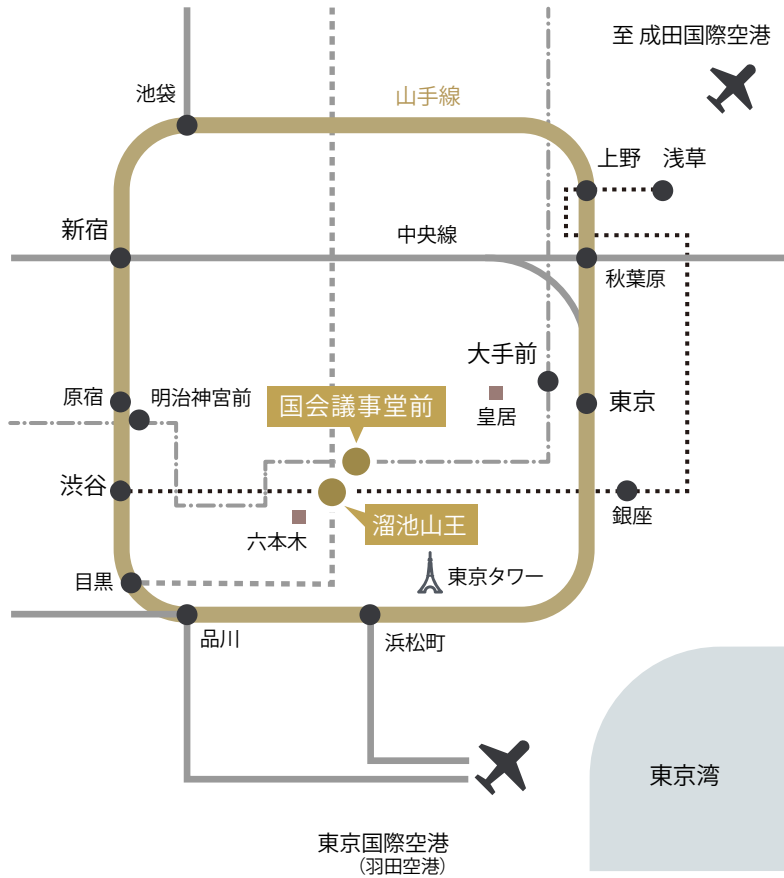 至 成田国際空港
池袋
山手線
上野
浅草
新宿
中央線
秋葉原
大手前
原宿
明治神宮前
国会議事堂前
皇居
東京
渋谷
溜池山王
銀座
六本木
目黒
東京タワー
品川
浜松町
東京湾
東京国際空港
(羽田空港)